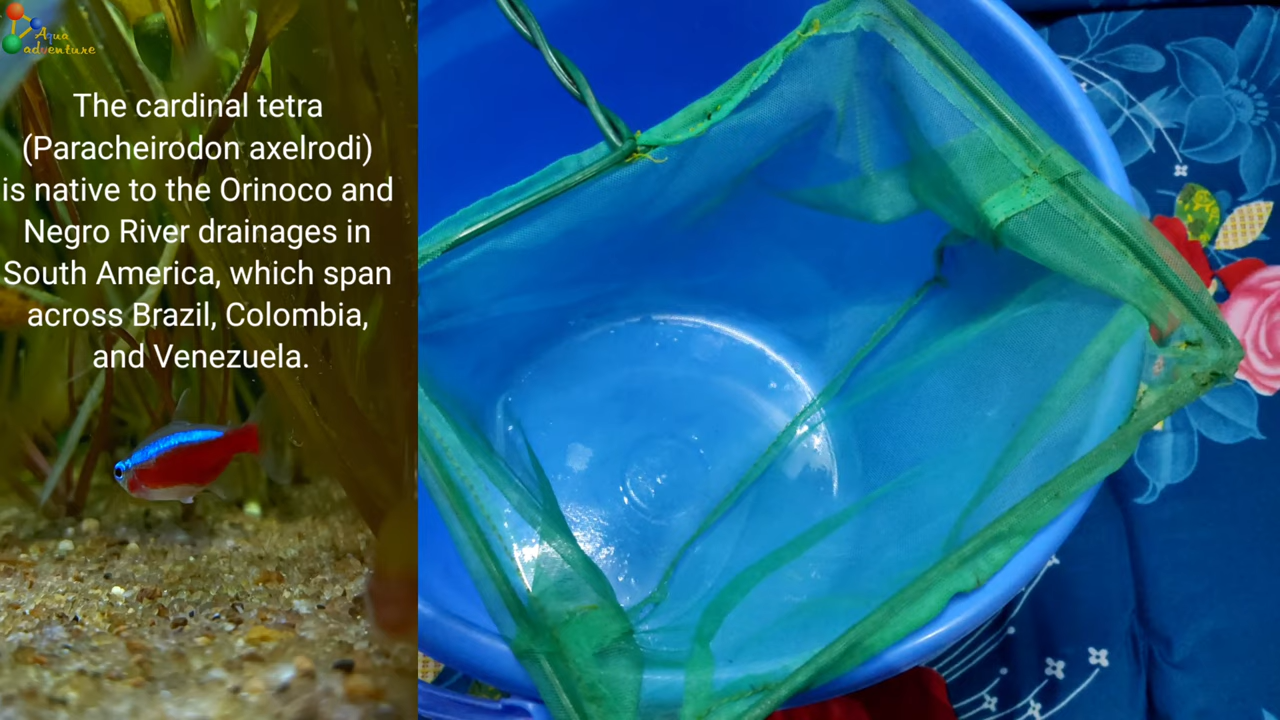 Aqua
adventure
The cardinal tetra
(Paracheirodon axelrodi)
is native to the Orinoco and
Negro River drainages in
South America, which span
across Brazil, Colombia,
and Venezuela.